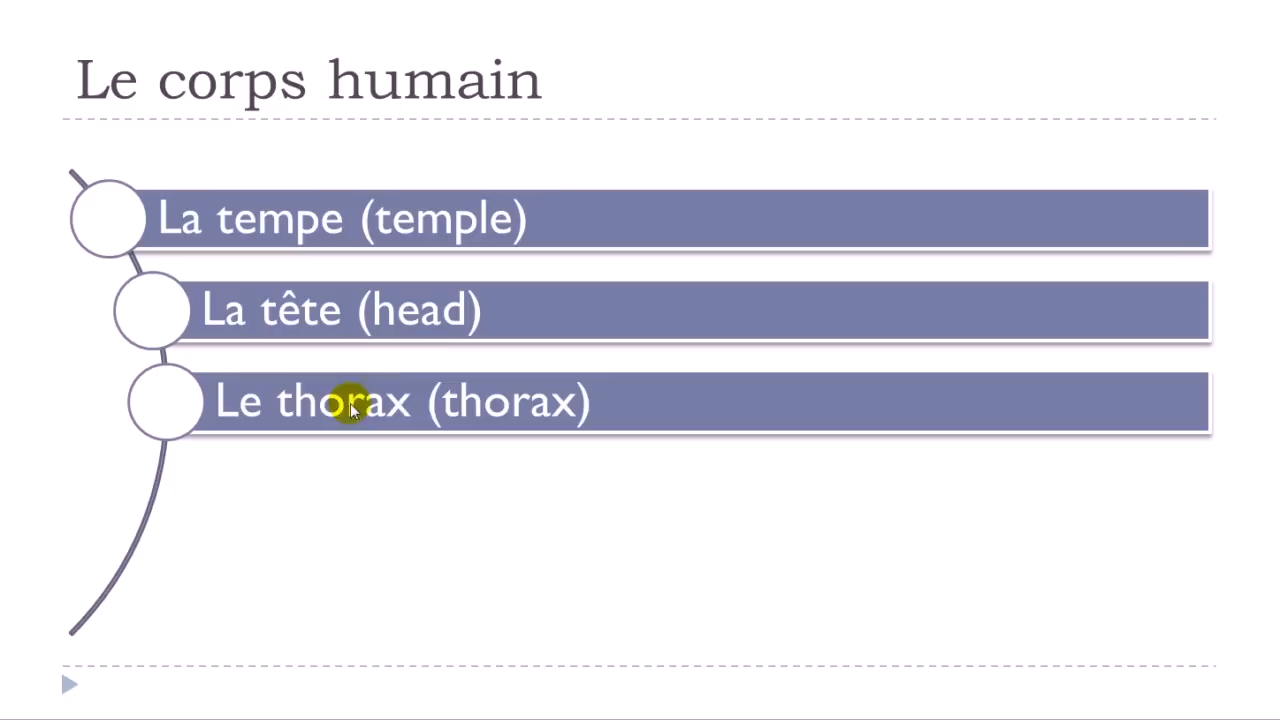 Le corps humain
La tempe (temple)
La tête (head)
Le thorax (thorax)